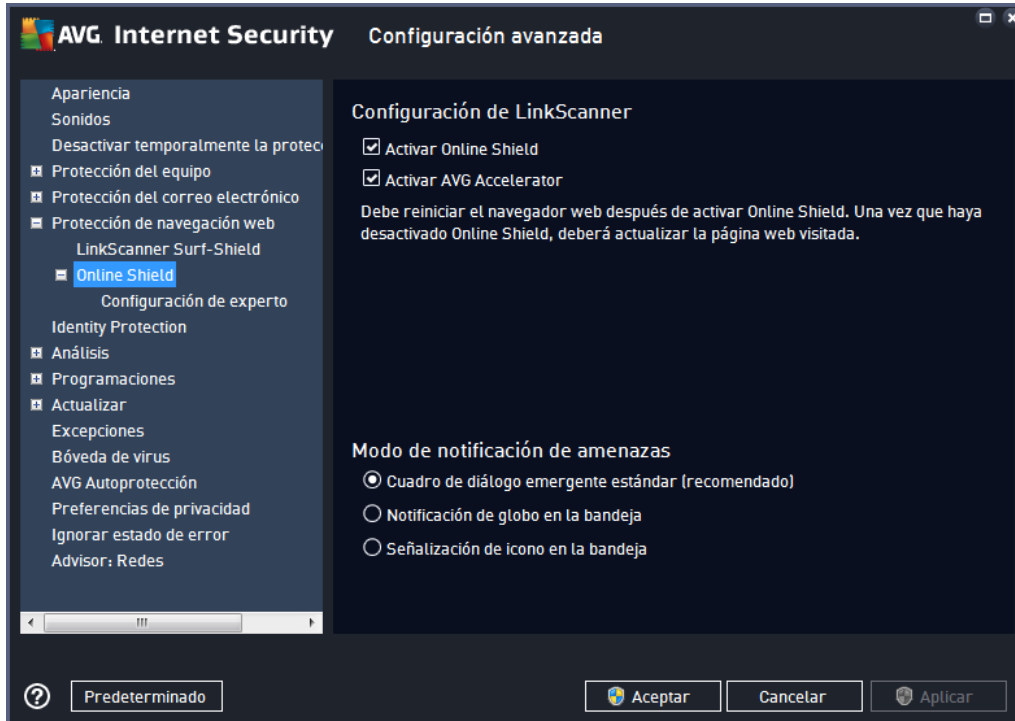 AVG. Internet Security Configuración avanzada
Apariencia
Sonidos
Desactivar temporalmente la protec
Protección del equipo
Protección del correo electrónico
Protección de navegación web
LinkScanner Surf-Shield
Online Shield
Configuración de experto
Identity Protection
Análisis
Programaciones
Actualizar
Excepciones
Bóveda de virus
AVG Autoprotección
Preferencias de privacidad
Ignorar estado de error
Advisor: Redes
Configuración de LinkScanner
Activar Online Shield
Activar AVG Accelerator
Debe reiniciar el navegador web después de activar Online Shield. Una vez que haya
desactivado Online Shield, deberá actualizar la página web visitada.
Modo de notificación de amenazas
Cuadro de diálogo emergente estándar (recomendado)
Notificación de globo en la bandeja
Señalización de icono en la bandeja
? Predeterminado Aceptar Cancelar Aplicar